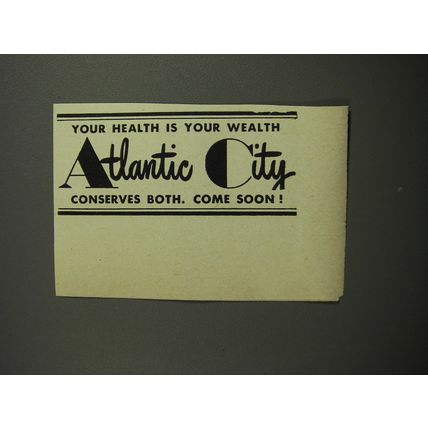 YOUR HEALTH IS YOUR WEALTH
Atlantic City
CONSERVES BOTH. COME SOON!